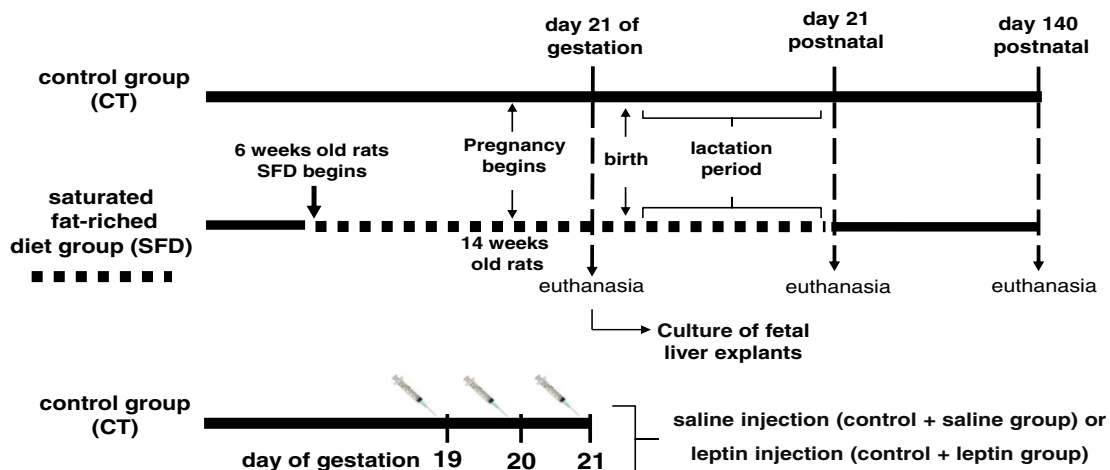 day 21 of
gestation
day 21
postnatal
day 140
postnatal
control group
(CT)
6 weeks old rats
SFD begins
Pregnancy
begins
birth
lactation
period
saturated
fat-riched
diet group (SFD)
14 weeks
old rats
euthanasia
euthanasia
euthanasia
Culture of fetal
liver explants
control group
(CT)
day of gestation 19 20 21
saline injection (control + saline group) or
leptin injection (control + leptin group)